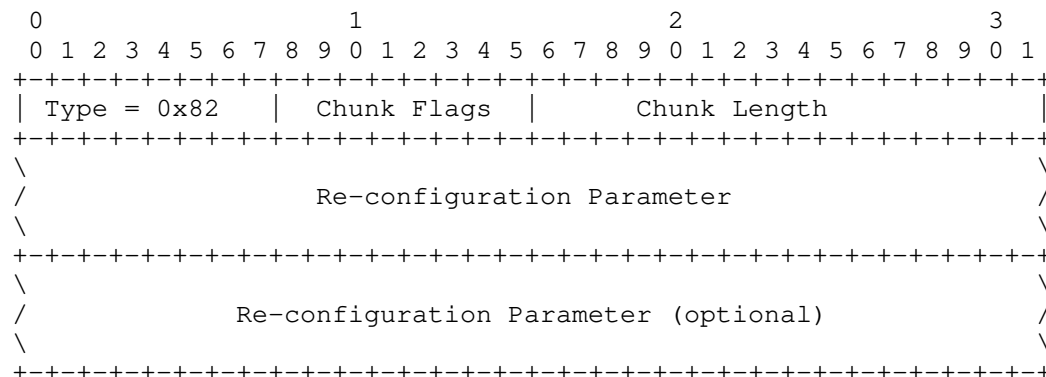 0                   1                   2                   3
 0 1 2 3 4 5 6 7 8 9 0 1 2 3 4 5 6 7 8 9 0 1 2 3 4 5 6 7 8 9 0 1
+-+-+-+-+-+-+-+-+-+-+-+-+-+-+-+-+-+-+-+-+-+-+-+-+-+-+-+-+-+-+-+-+
| Type = 0x82   |  Chunk Flags  |      Chunk Length             |
+-+-+-+-+-+-+-+-+-+-+-+-+-+-+-+-+-+-+-+-+-+-+-+-+-+-+-+-+-+-+-+-+
\                                                               \
/                  Re-configuration Parameter                   /
\                                                               \
+-+-+-+-+-+-+-+-+-+-+-+-+-+-+-+-+-+-+-+-+-+-+-+-+-+-+-+-+-+-+-+-+
\                                                               \
/             Re-configuration Parameter (optional)             /
\                                                               \
+-+-+-+-+-+-+-+-+-+-+-+-+-+-+-+-+-+-+-+-+-+-+-+-+-+-+-+-+-+-+-+-+